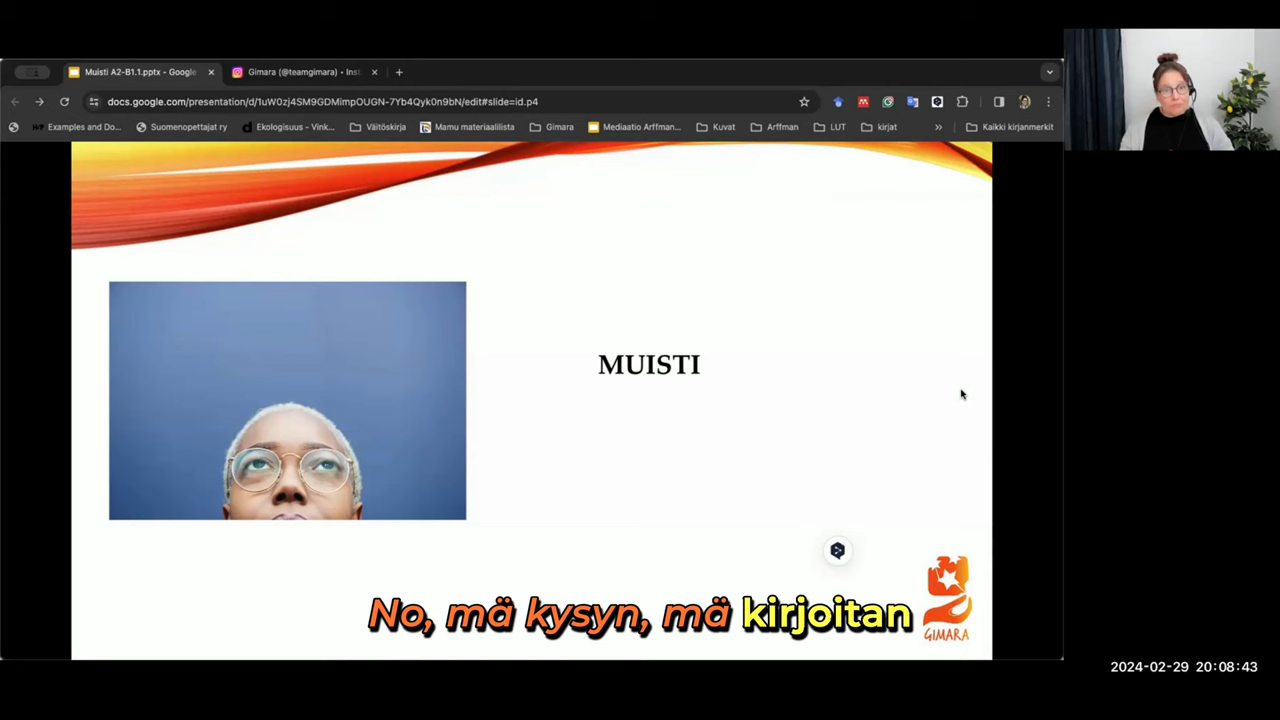 Muisti A2-B1.1.pptx - Google
Gimara (@teamgimara) • Inst
docs.google.com/presentation/d/1uW0zj4SM9GDMimpOUGN-7Yb4Qyk0n9bN/edit#slide=id.p4
Examples and Do...
Suomenopettajat ry
Ekologisuus - Vink...
Väitöskirja
Mamu materiaalilista
Gimara
Mediaatio Arffman...
Kuvat
Arffman
LUT
kirjat
»
Kaikki kirjanmerkit
MUISTI
No, mä kysyn, mä kirjoitan
GIMARA
2024-02-29 20:08:43